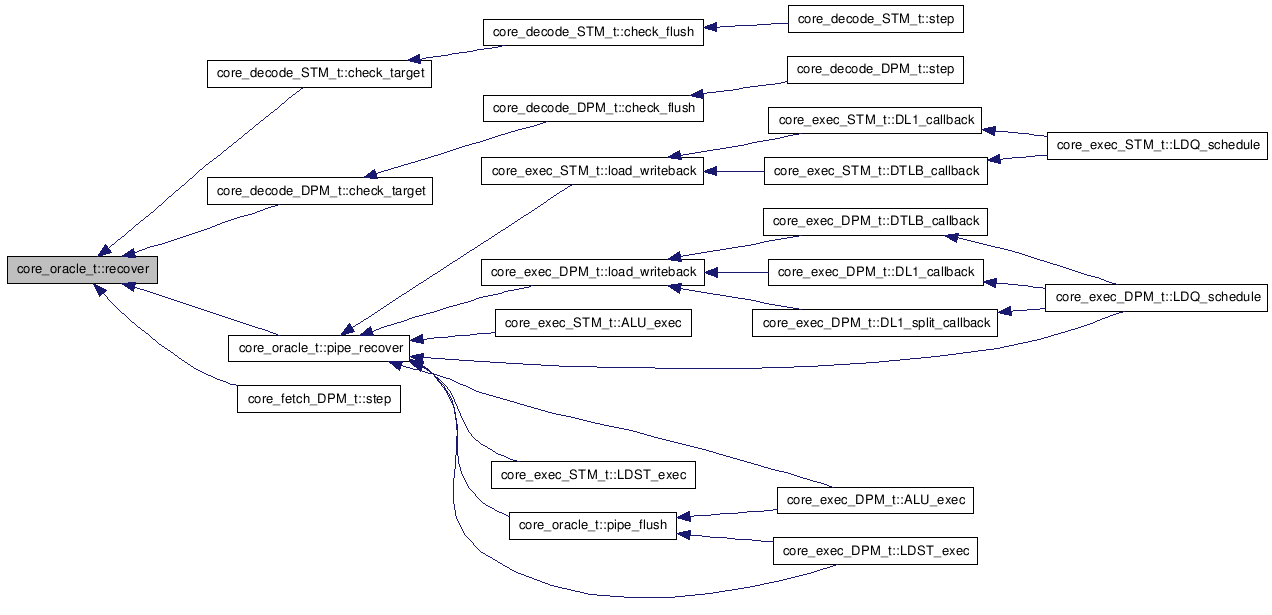 core_decode_STM_t::step
core_decode_STM_t::check_flush
core_decode_STM_t::check_target
core_decode_DPM_t::step
core_decode_DPM_t::check_flush
core_exec_STM_t::DL1_callback
core_exec_STM_t::LDQ_schedule
core_exec_STM_t::load_writeback
core_exec_STM_t::DTLB_callback
core_decode_DPM_t::check_target
core_exec_DPM_t::DTLB_callback
core_oracle_t::recover
core_exec_DPM_t::load_writeback
core_exec_DPM_t::DL1_callback
core_exec_DPM_t::LDQ_schedule
core_exec_STM_t::ALU_exec
core_exec_DPM_t::DL1_split_callback
core_oracle_t::pipe_recover
core_fetch_DPM_t::step
core_exec_STM_t::LDST_exec
core_exec_DPM_t::ALU_exec
core_oracle_t::pipe_flush
core_exec_DPM_t::LDST_exec